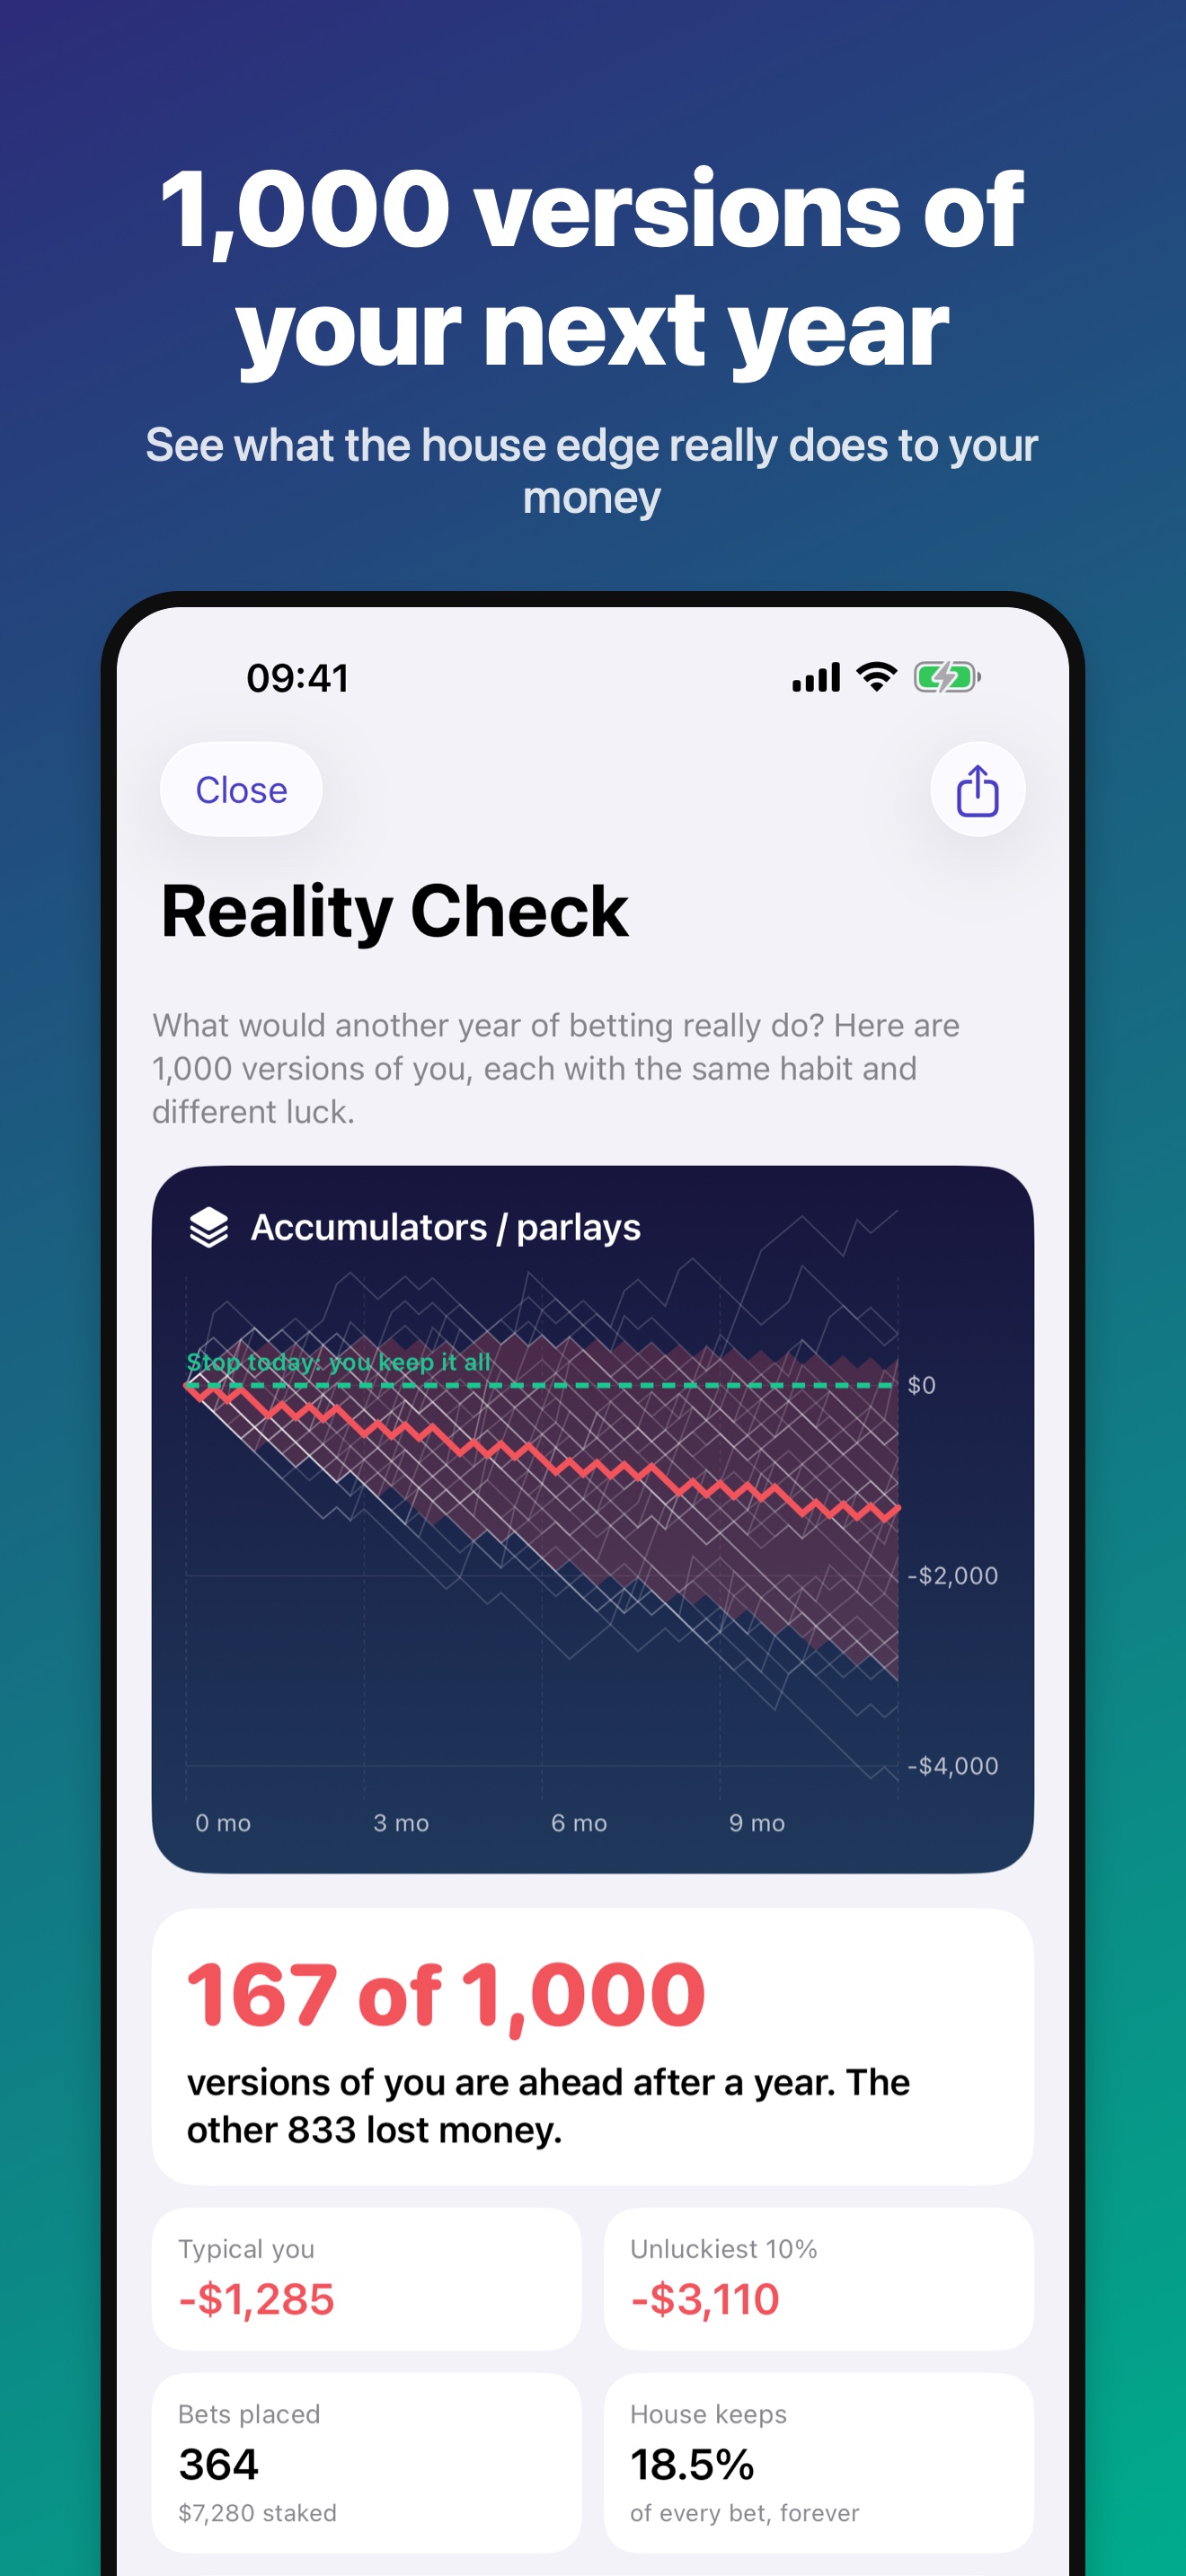 1,000 versions of
your next year
See what the house edge really does to your
money
09:41
Close
Reality Check
What would another year of betting really do? Here are
1,000 versions of you, each with the same habit and
different luck.
Accumulators / parlays
Stop today: you keep it all
$0
-$2,000
-$4,000
0 mo 3 mo 6 mo 9 mo
167 of 1,000
versions of you are ahead after a year. The
other 833 lost money.
Typical you
-$1,285
Unluckiest 10%
-$3,110
Bets placed
364
$7,280 staked
House keeps
18.5%
of every bet, forever